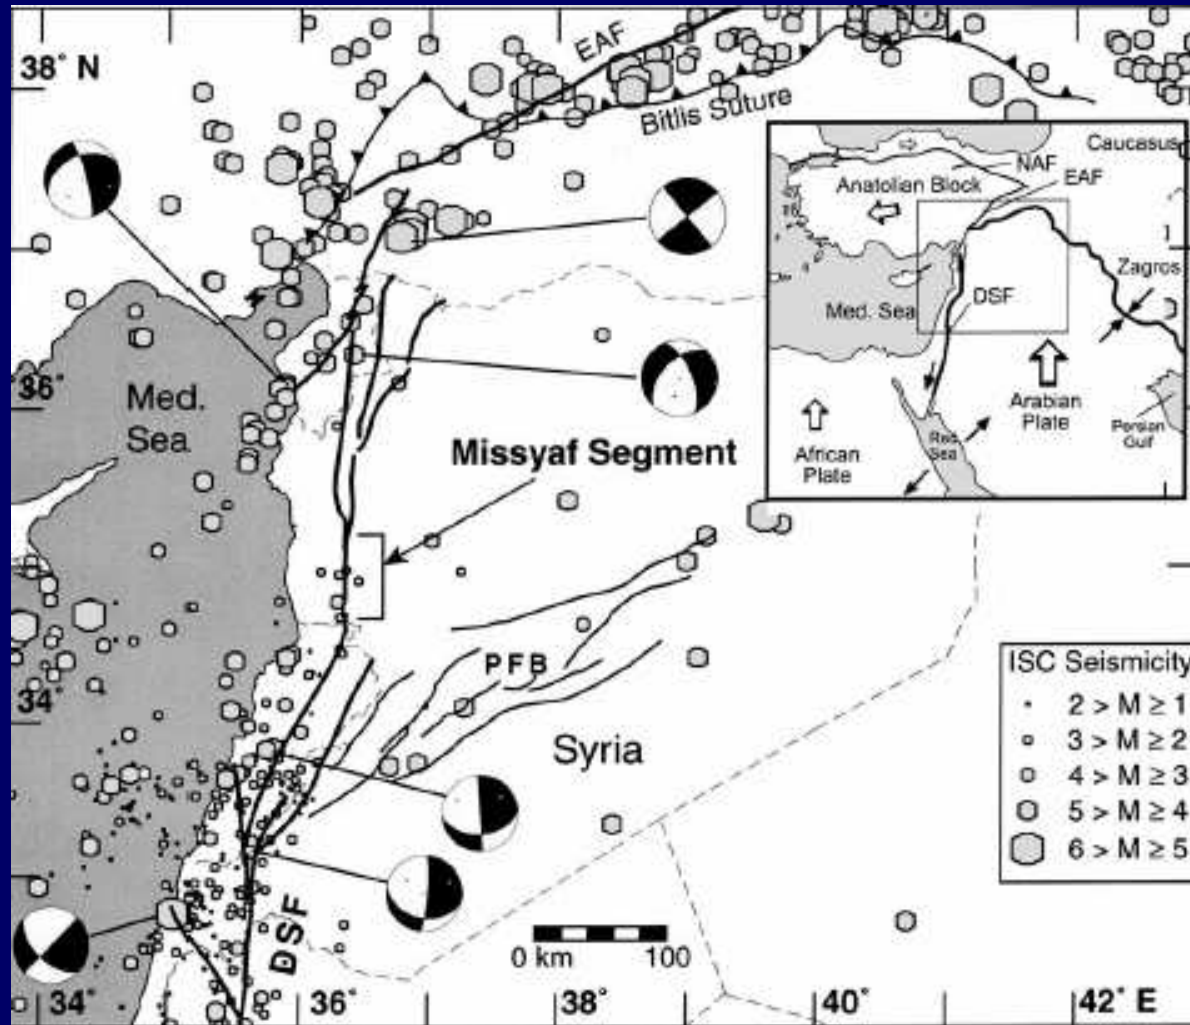 38° N
EAF
Bitlis Suture
Caucasus
NAF
EAF
Anatolian Block
Zagros
Med. Sea
DSF
Arabian
Plate
Persian
Gulf
Red
Sea
African
Plate
36°
Med.
Sea
Missyaf Segment
PFB
34
Syria
ISC Seismicity
2 > M ≥ 1
3 > M ≥ 2
4 > M ≥ 3
5 > M ≥ 4
6 > M ≥ 5
DSF
0 km 100
34° 36° 38° 40° 42° E